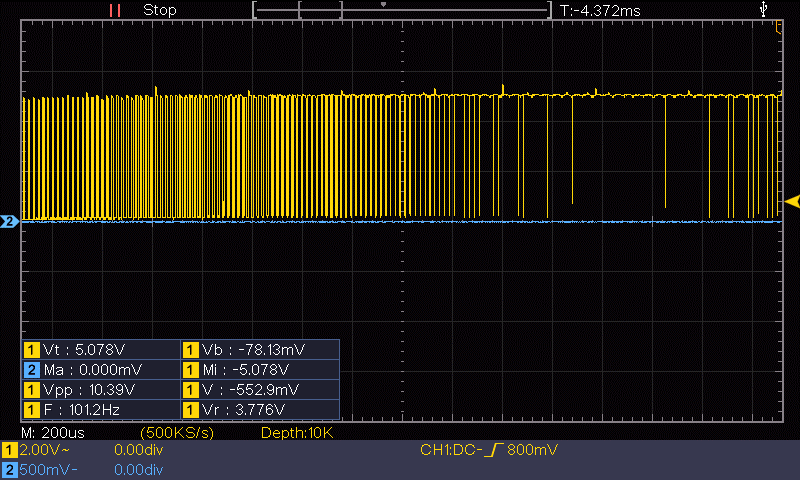 Stop T:-4.372ms
2
1 Vt : 5.078V 1 Vb : -78.13mV
2 Ma : 0.000mV 1 Mi : -5.078V
1 Vpp : 10.39V 1 V : -552.9mV
1 F : 101.2Hz 1 Vr : 3.776V
M: 200us (500KS/s) Depth:10K
1 2.00V~ 0.00div CH1:DC- 800mV
2 500mV- 0.00div